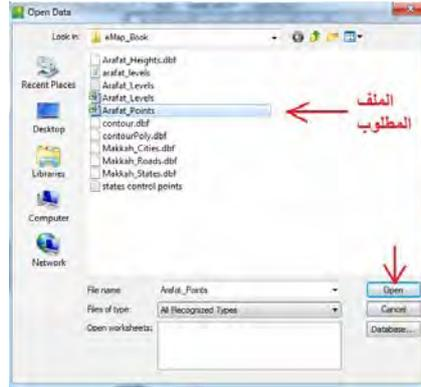 Open Data
Look in: eMap_Book
Arafat_Heights.dbf
arafat_levels
Arafat_Levels
Arafat_Levels
Arafat_Points
contour.dbf
contourPoly.dbf
Makkah_Cities.dbf
Makkah_Roads.dbf
Makkah_States.dbf
states control points
Recent Places
Desktop
Libraries
Computer
Network
الملف
المطلوب
File name: Arafat_Points
Open
Files of type: All Recognized Types
Cancel
Open worksheets:
Database...